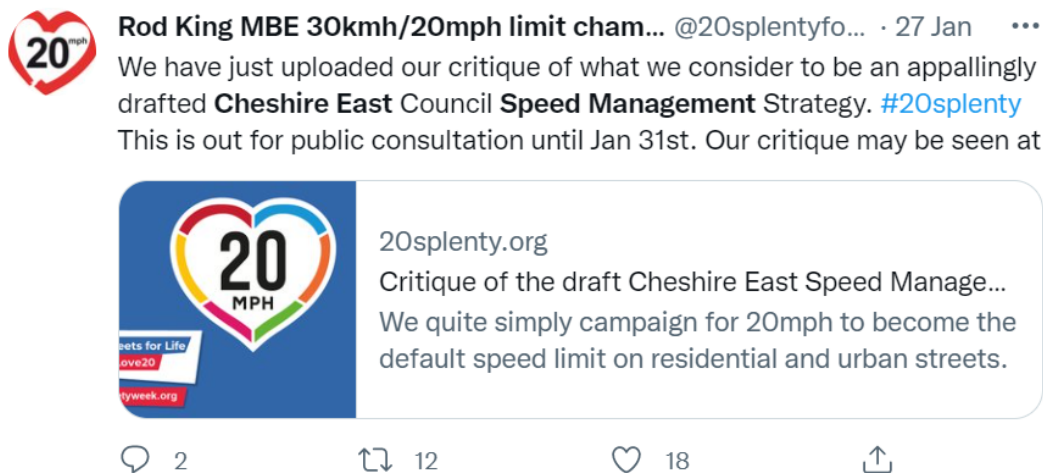 20mph
Rod King MBE 30kmh/20mph limit cham... @20splentyfo... · 27 Jan ...
We have just uploaded our critique of what we consider to be an appallingly
drafted Cheshire East Council Speed Management Strategy. #20splenty
This is out for public consultation until Jan 31st. Our critique may be seen at
20
MPH
eets for Life
ove20
tyweek.org
20splenty.org
Critique of the draft Cheshire East Speed Manage...
We quite simply campaign for 20mph to become the
default speed limit on residential and urban streets.
2 12 18